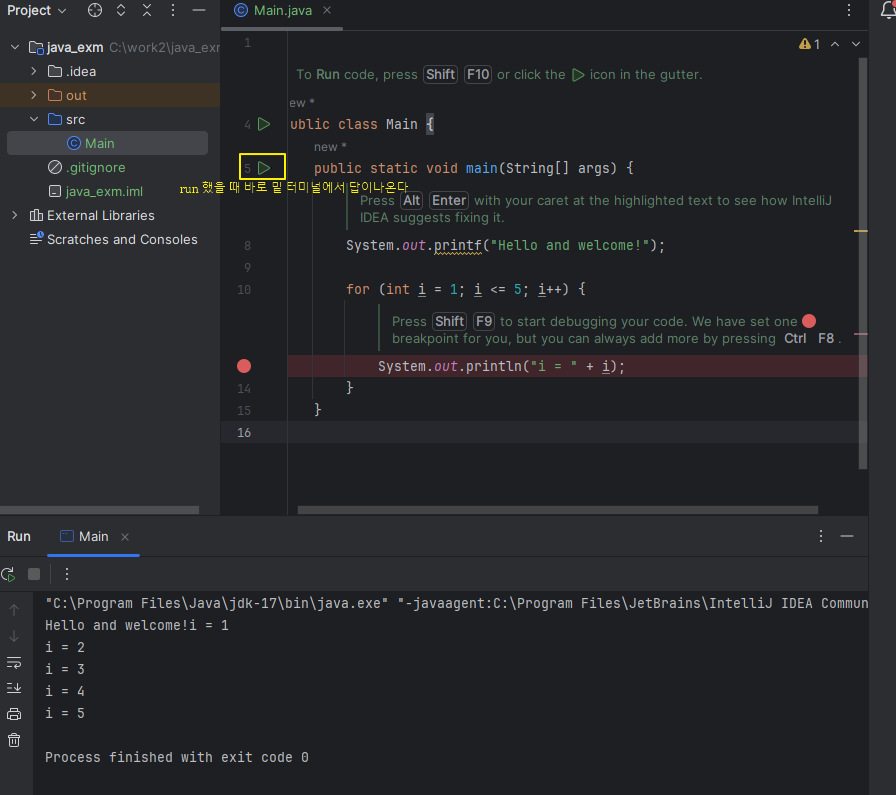 Project
Main.java
java_exm C:\work2\java_exm
.idea
out
src
Main
.gitignore
java_exm.iml
External Libraries
Scratches and Consoles
1
1
To Run code, press Shift F10 or click the icon in the gutter.
ew *
4 ublic class Main {
new *
5 public static void main(String[] args) {
run 했을 때 바로 밑 터미널에서 답이나온다
Press Alt Enter with your caret at the highlighted text to see how IntelliJ
IDEA suggests fixing it.
8 System.out.printf("Hello and welcome!");
9
10 for (int i = 1; i <= 5; i++) {
Press Shift F9 to start debugging your code. We have set one
breakpoint for you, but you can always add more by pressing Ctrl F8 .
System.out.println("i = " + i);
14 }
15 }
16
Run Main
"C:\Program Files\Java\jdk-17\bin\java.exe" "-javaagent:C:\Program Files\JetBrains\IntelliJ IDEA Commun
Hello and welcome!i = 1
i = 2
i = 3
i = 4
i = 5
Process finished with exit code 0